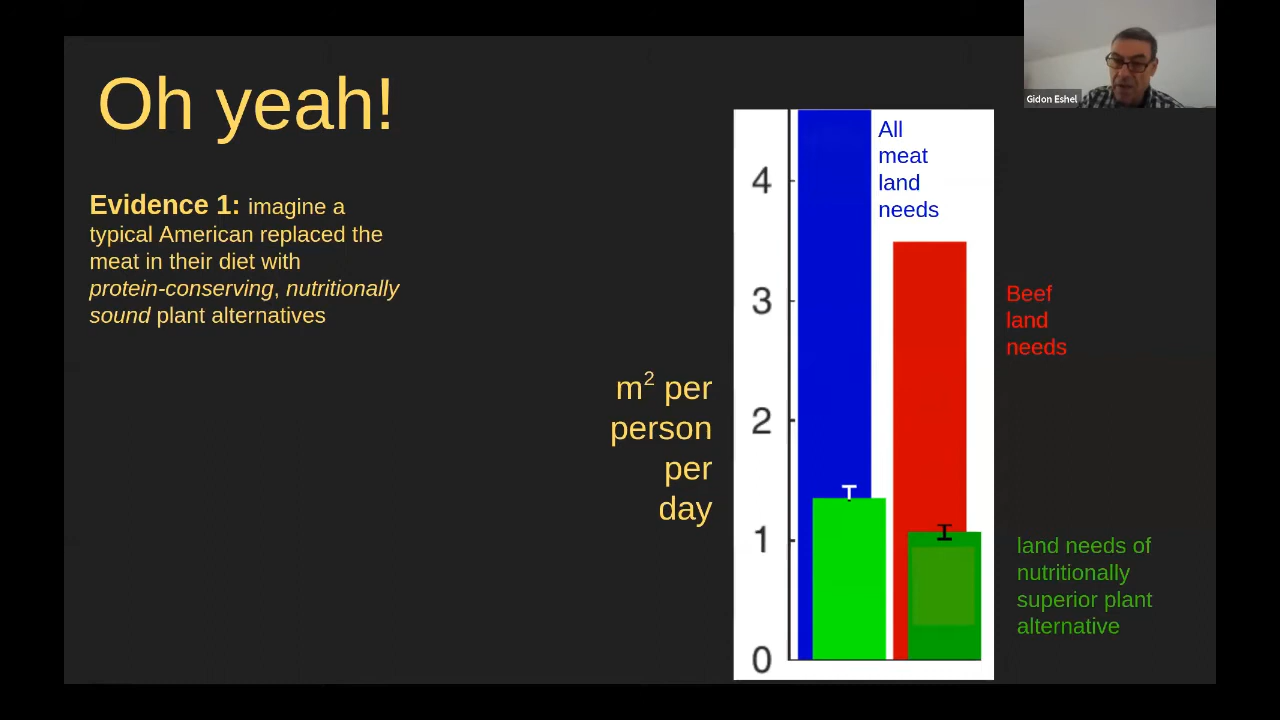 Oh yeah!
Gidon Eshel
Evidence 1: imagine a
typical American replaced the
meat in their diet with
protein-conserving, nutritionally
sound plant alternatives
m² per
person
per
day
4
3
2
1
0
All
meat
land
needs
Beef
land
needs
land needs of
nutritionally
superior plant
alternative